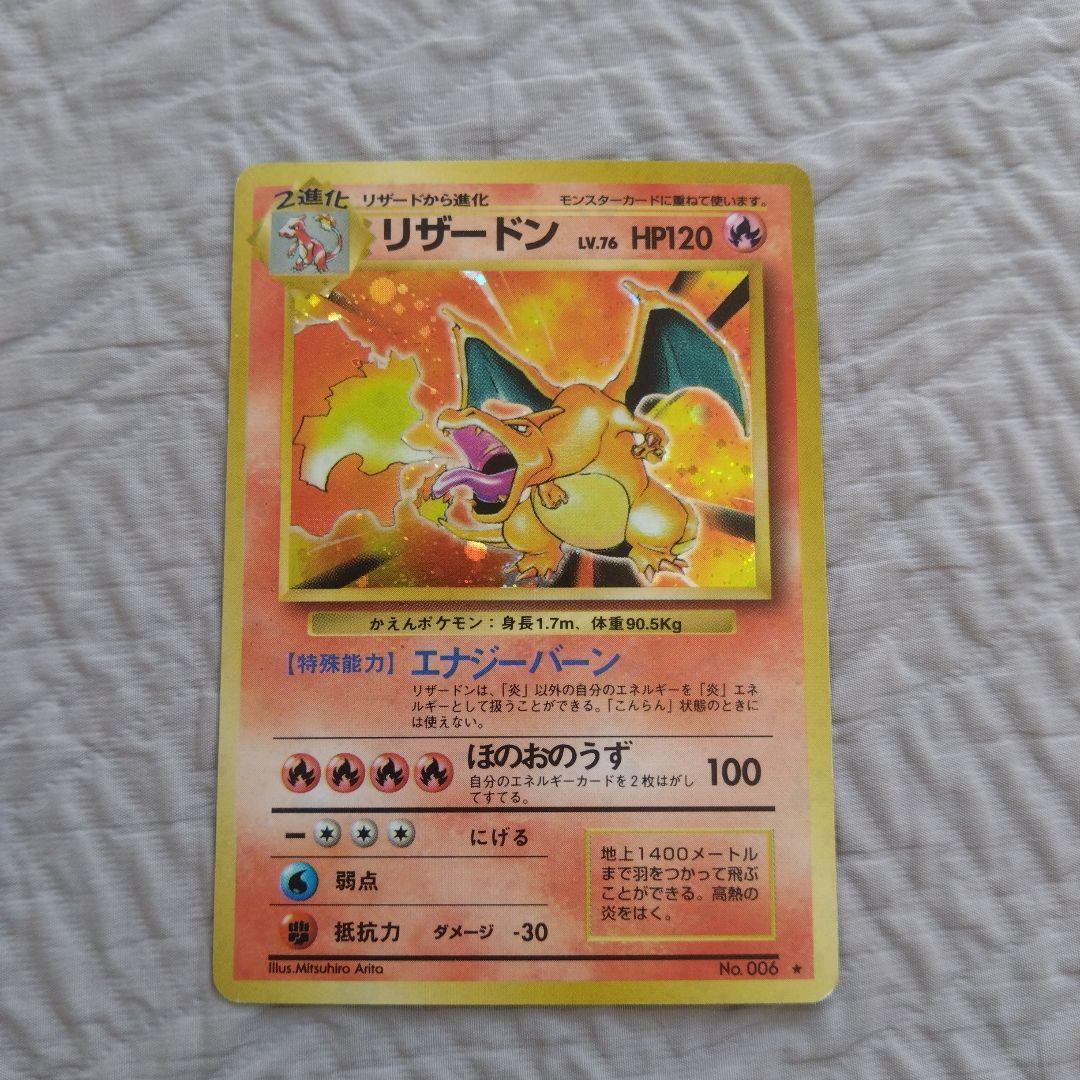 2進化 リザードから進化 モンスターカードに重ねて使います。
リザードン LV.76 HP120
かえんポケモン：身長1.7m、体重90.5Kg
【特殊能力】エナジーバーン
リザードンは、「炎」以外の自分のエネルギーを「炎」エネ
ルギーとして扱うことができる。「こんらん」状態のときに
は使えない。
ほのおのうず 100
自分のエネルギーカードを2枚はがし
てすてる。
にげる
弱点
抵抗力 ダメージ -30
地上1400メートル
まで羽をつかって飛ぶ
ことができる。高熱の
炎をはく。
Illus.Mitsuhiro Arita No. 006 ★